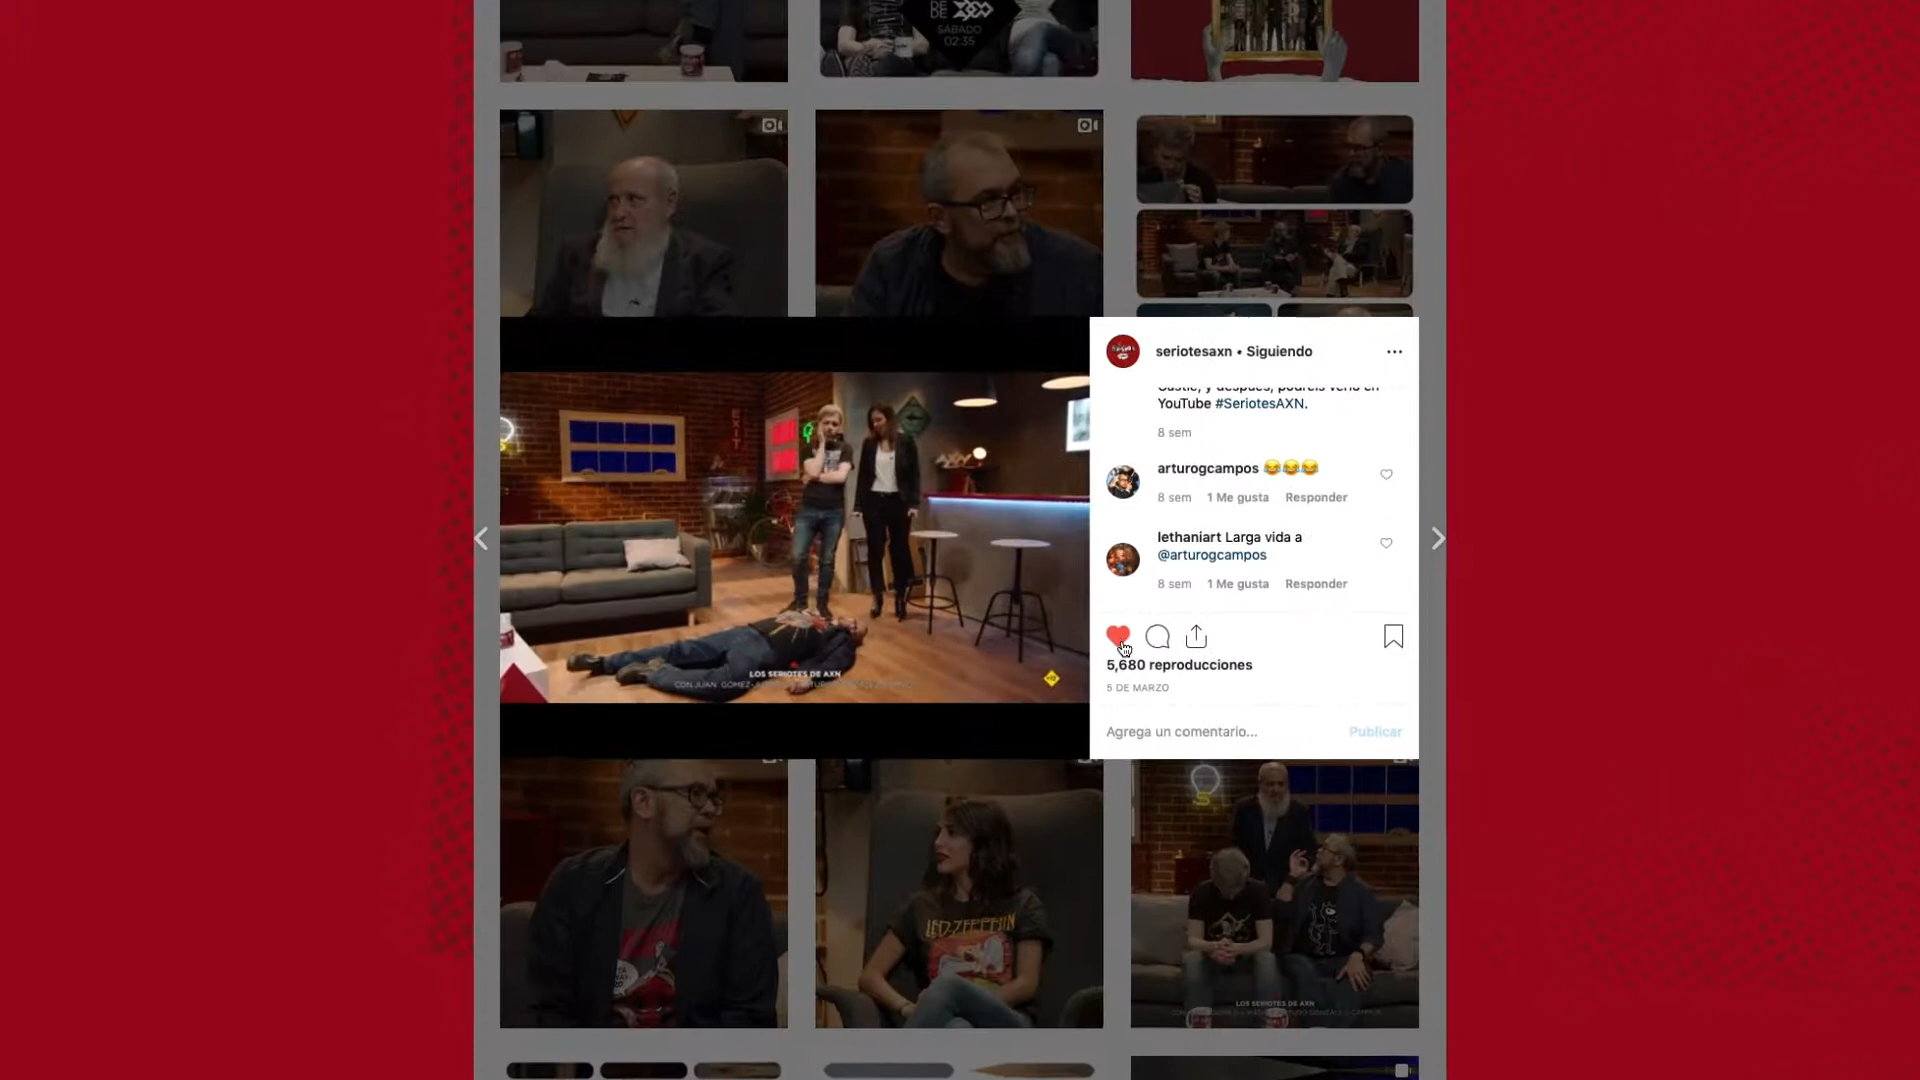 SÁBADO
02:35
EXIT
seriotesaxn • Siguiendo
YouTube #SeriotesAXN.
8 sem
arturogcampos 😂😂😂
8 sem 1 Me gusta Responder
lethaniart Larga vida a
@arturogcampos
8 sem 1 Me gusta Responder
5,680 reproducciones
5 DE MARZO
Agrega un comentario...
Publicar
LOS SERIOTES DE AXN
LED-ZEPPELIN
LOS SERIOTES DE AXN